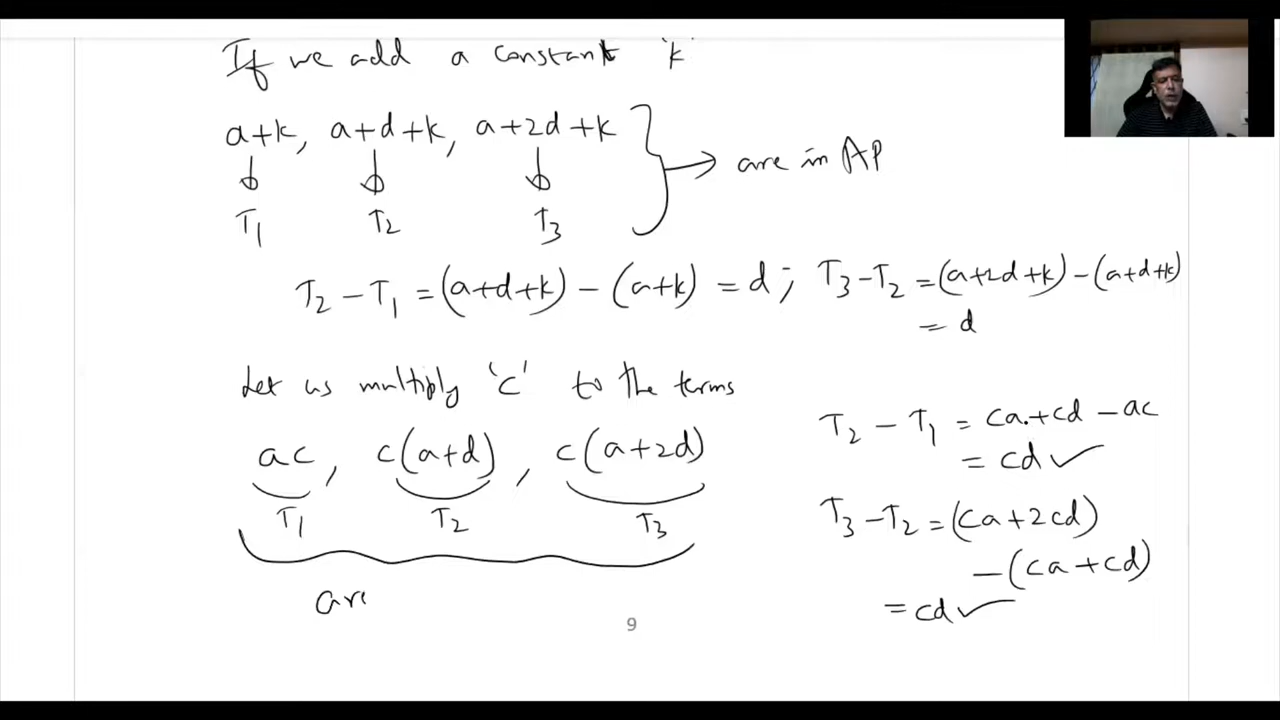 If we add a constant 'k'
a+k, a+d+k, a+2d+k → are in AP
T₁ T₂ T₃
T₂ - T₁ = (a+d+k) - (a+k) = d; T₃-T₂ = (a+2d+k) - (a+d+k)
= d
Let us multiply 'c' to the terms
ac, c(a+d), c(a+2d)
T₁ T₂ T₃
are
T₂ - T₁ = ca+cd - ac
= cd ✓
T₃ - T₂ = (ca+2cd)
- (ca+cd)
= cd ✓
9